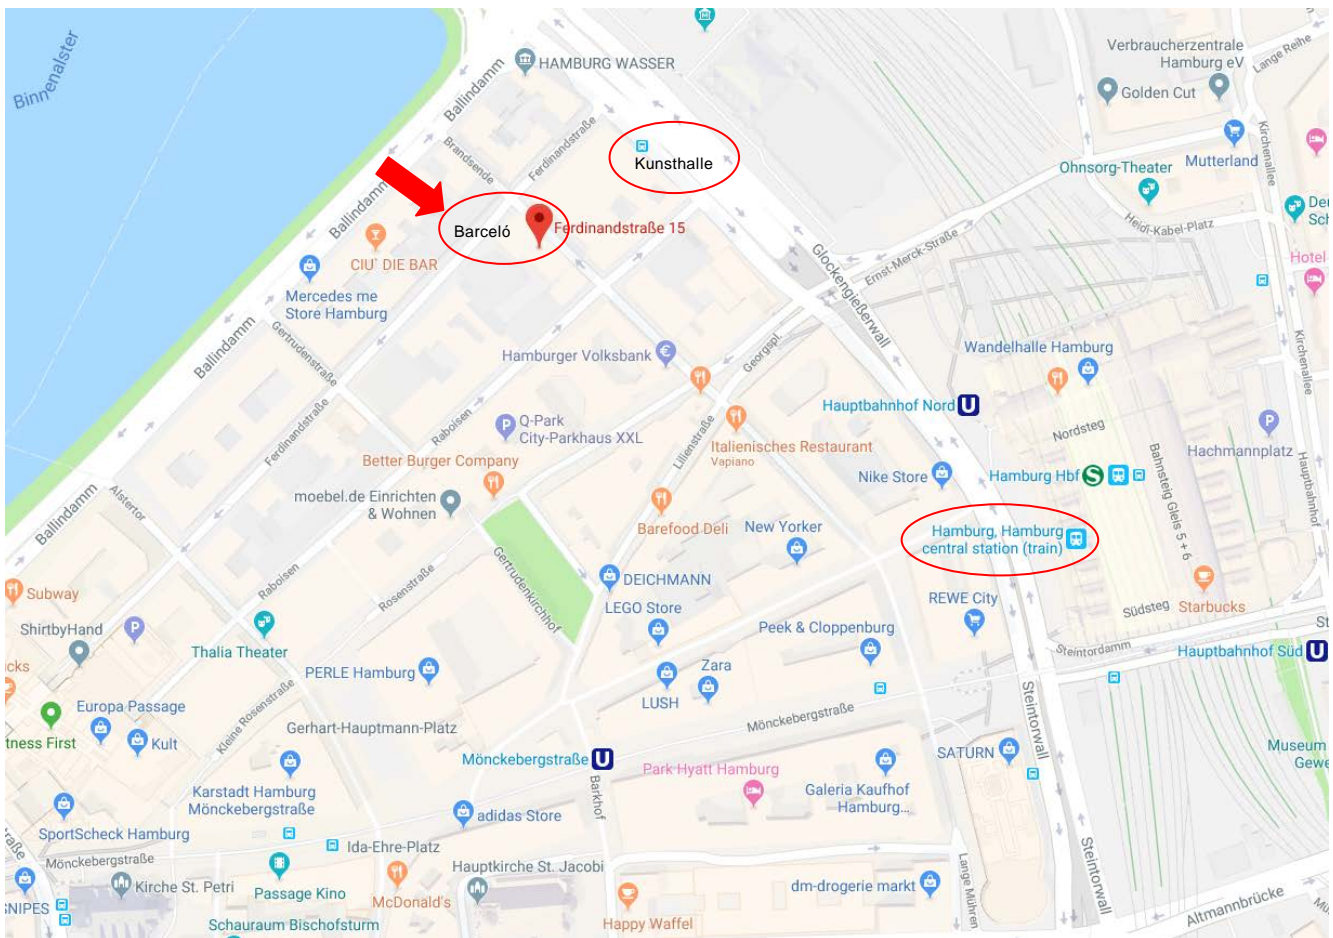 Binnenalster
Ballindamm
HAMBURG WASSER
Verbraucherzentrale
Hamburg eV
Lange Reihe
Golden Cut
Brandsende
Ferdinandstraße
Kunsthalle
Ohnsorg-Theater
Mutterland
Kirchenallee
Ballindamm
Barceló
Ferdinandstraße 15
Heidi-Kabel-Platz
CIU' DIE BAR
Glockengießerwall
Ernst-Merck-Straße
Hotel
Mercedes me
Store Hamburg
Ballindamm
Gertrudenstraße
Hamburger Volksbank
Georgspl.
Wandelhalle Hamburg
Kirchenallee
Ferdinandstraße
Raboisen
Q-Park
City-Parkhaus XXL
Hauptbahnhof Nord
Nordsteg
Lilienstraße
Italienisches Restaurant
Vapiano
Hachmannplatz
Better Burger Company
Nike Store
Hamburg Hbf
Bahnsteig Gleis 5 + 6
Hauptbahnhof
moebel.de Einrichten
& Wohnen
Alstertor
Ballindamm
Barefood Deli
New Yorker
Hamburg, Hamburg
central station (train)
Raboisen
Rosenstraße
Gertrudenkirchhof
DEICHMANN
Subway
LEGO Store
REWE City
Südsteg
Starbucks
ShirtbyHand
Thalia Theater
Peek & Cloppenburg
Steintordamm
Hauptbahnhof Süd
PERLE Hamburg
Zara
LUSH
Europa Passage
Kleine Rosenstraße
Gerhart-Hauptmann-Platz
Mönckebergstraße
Steintorwall
tness First
Kult
Mönckebergstraße
SATURN
Museum
Gewe
Park Hyatt Hamburg
Karstadt Hamburg
Mönckebergstraße
Barkhof
Galeria Kaufhof
Hamburg...
adidas Store
SportScheck Hamburg
Ida-Ehre-Platz
Steintorwall
Mönckebergstraße
Hauptkirche St. Jacobi
Kirche St. Petri
Passage Kino
McDonald's
dm-drogerie markt
Lange Mühren
Altmannbrücke
SNIPES
Schauraum Bischofsturm
Happy Waffel